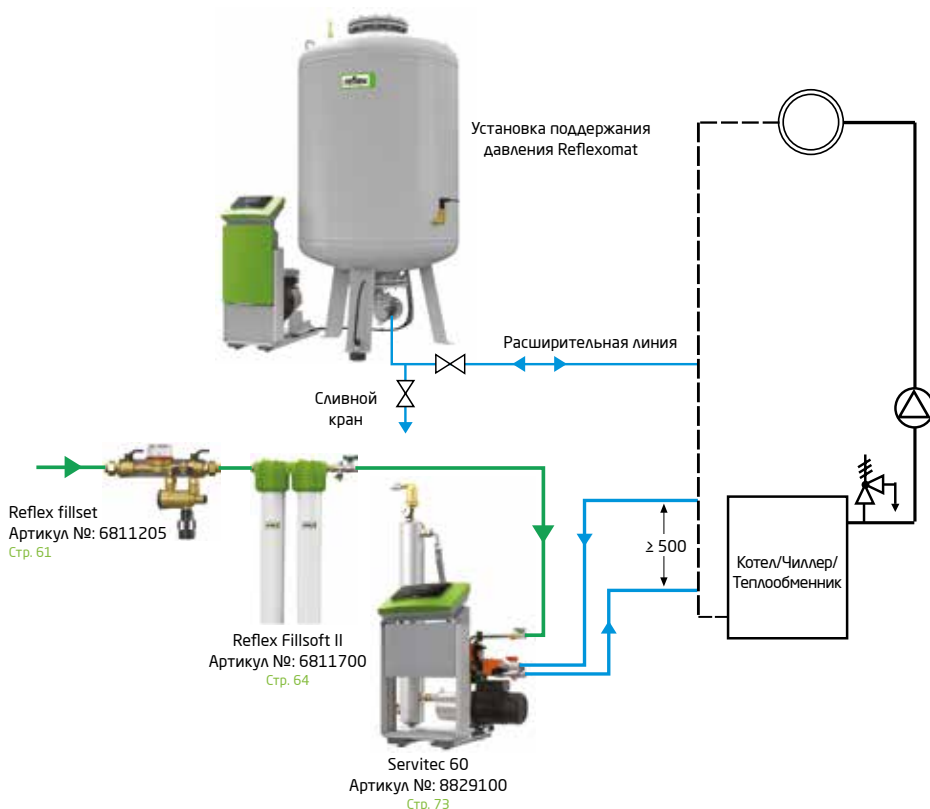 reflex
Установка поддержания
давления Reflexomat
Расширительная линия
Сливной
кран
Reflex fillset
Артикул №: 6811205
Стр. 61
≥ 500
Котел/Чиллер/
Теплообменник
Reflex Fillsoft II
Артикул №: 6811700
Стр. 64
Servitec 60
Артикул №: 8829100
Стр. 73